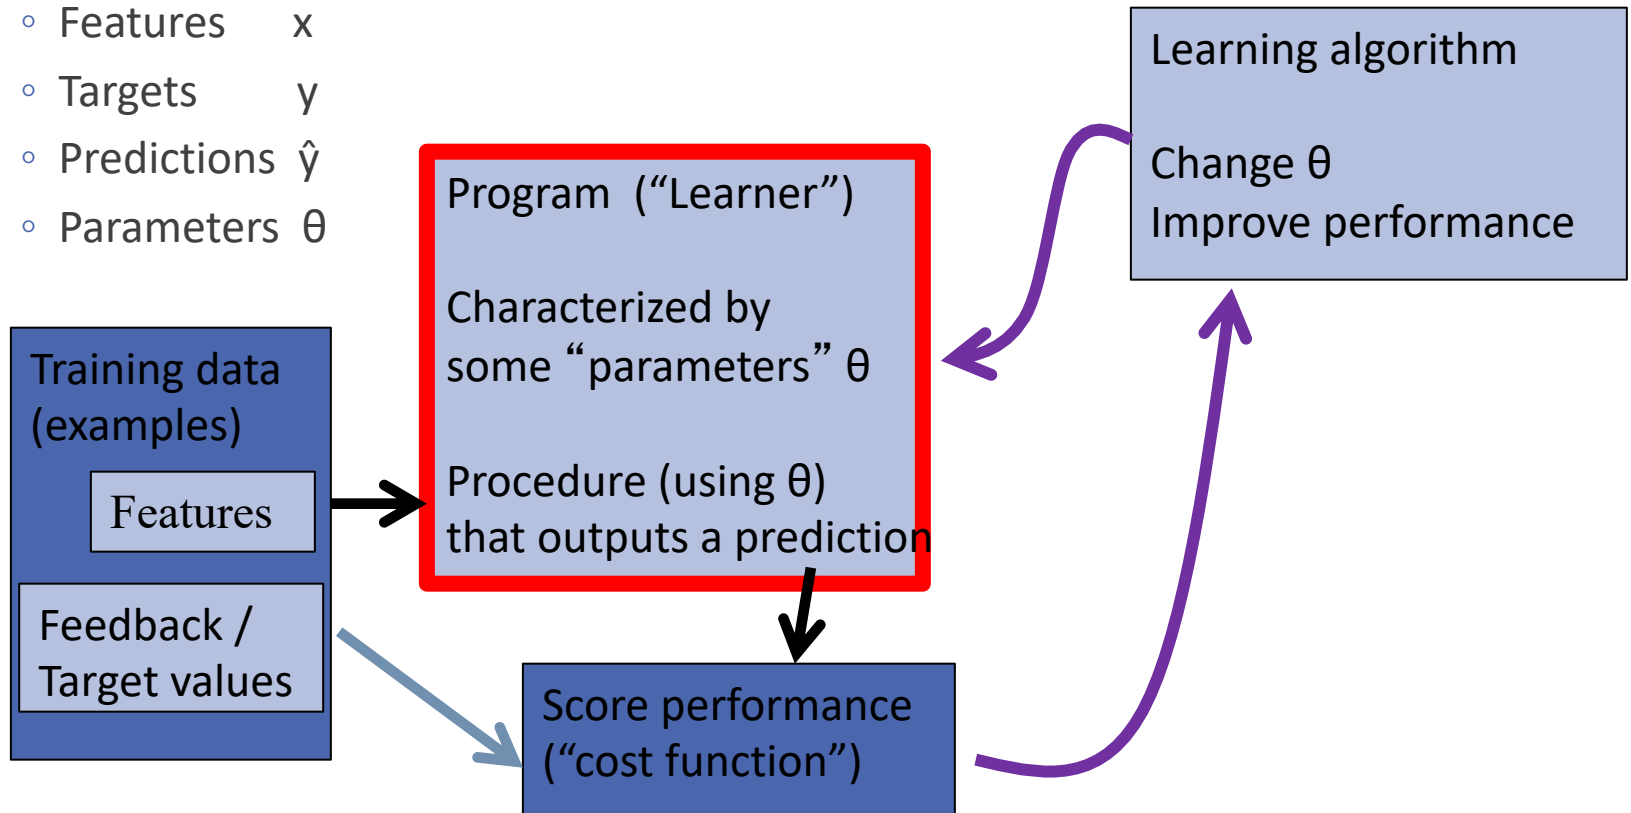 ◦ Features x
◦ Targets y
◦ Predictions ŷ
◦ Parameters θ
Training data
(examples)
Features
Feedback /
Target values
Program (“Learner”)
Characterized by
some “parameters” θ
Procedure (using θ)
that outputs a prediction
Score performance
(“cost function”)
Learning algorithm
Change θ
Improve performance